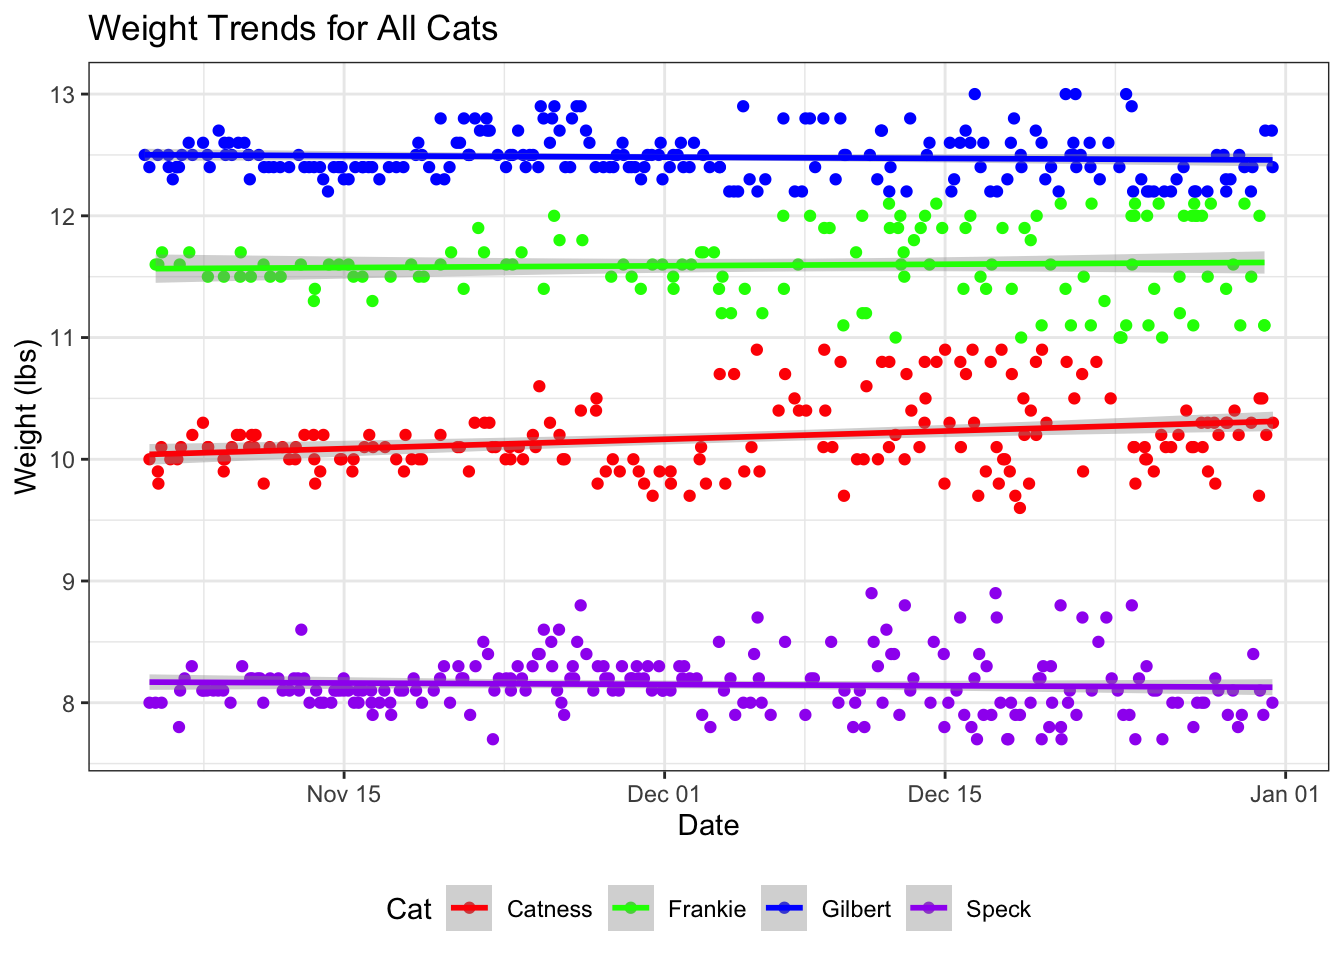 Weight Trends for All Cats
13
12
11
10
9
8
Weight (lbs)
Nov 15 Dec 01 Dec 15 Jan 01
Date
Cat Catness Frankie Gilbert Speck